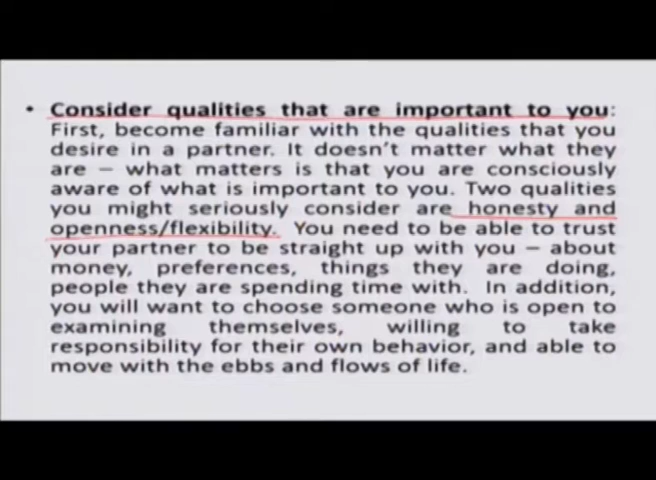 • Consider qualities that are important to you:
First, become familiar with the qualities that you
desire in a partner. It doesn't matter what they
are – what matters is that you are consciously
aware of what is important to you. Two qualities
you might seriously consider are honesty and
openness/flexibility. You need to be able to trust
your partner to be straight up with you – about
money, preferences, things they are doing,
people they are spending time with. In addition,
you will want to choose someone who is open to
examining themselves, willing to take
responsibility for their own behavior, and able to
move with the ebbs and flows of life.